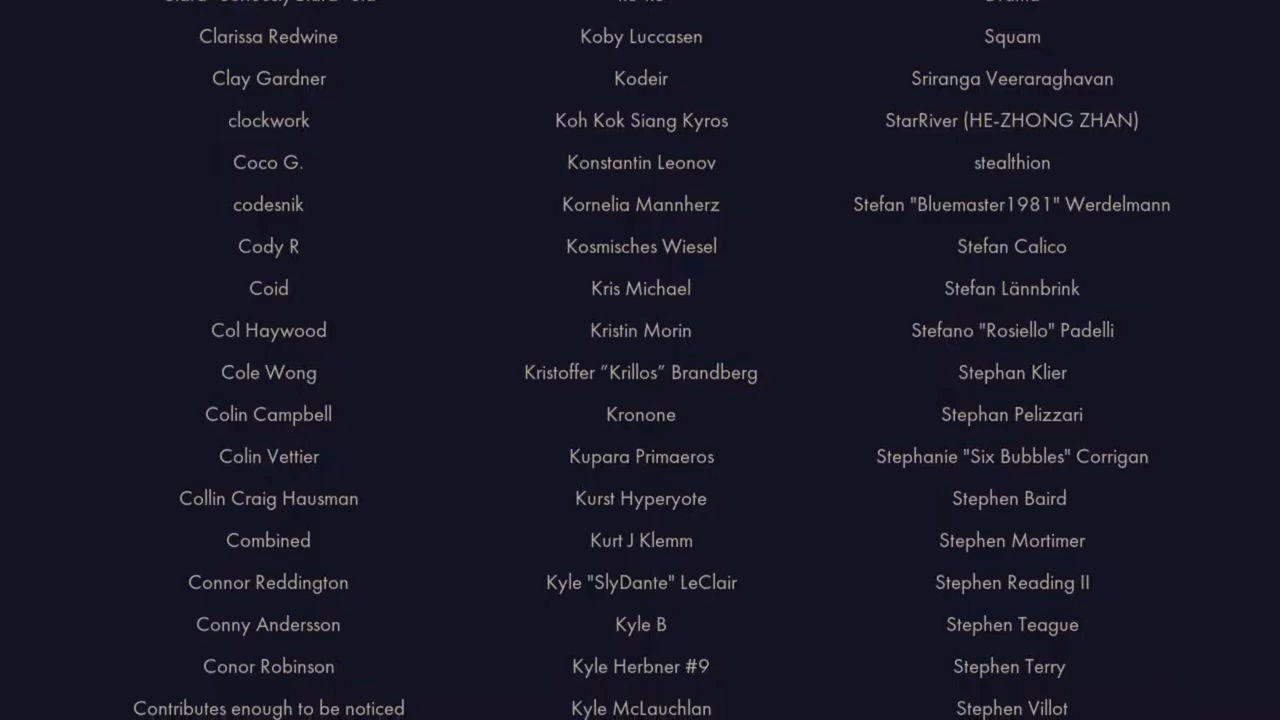 Clarissa Redwine
Clay Gardner
clockwork
Coco G.
codesnik
Cody R
Coid
Col Haywood
Cole Wong
Colin Campbell
Colin Vettier
Collin Craig Hausman
Combined
Connor Reddington
Conny Andersson
Conor Robinson
Contributes enough to be noticed
Koby Luccasen
Kodeir
Koh Kok Siang Kyros
Konstantin Leonov
Kornelia Mannherz
Kosmisches Wiesel
Kris Michael
Kristin Morin
Kristoffer ”Krillos” Brandberg
Kronone
Kupara Primaeros
Kurst Hyperyote
Kurt J Klemm
Kyle "SlyDante" LeClair
Kyle B
Kyle Herbner #9
Kyle McLauchlan
Squam
Sriranga Veeraraghavan
StarRiver (HE-ZHONG ZHAN)
stealthion
Stefan "Bluemaster1981" Werdelmann
Stefan Calico
Stefan Lännbrink
Stefano "Rosiello" Padelli
Stephan Klier
Stephan Pelizzari
Stephanie "Six Bubbles" Corrigan
Stephen Baird
Stephen Mortimer
Stephen Reading II
Stephen Teague
Stephen Terry
Stephen Villot